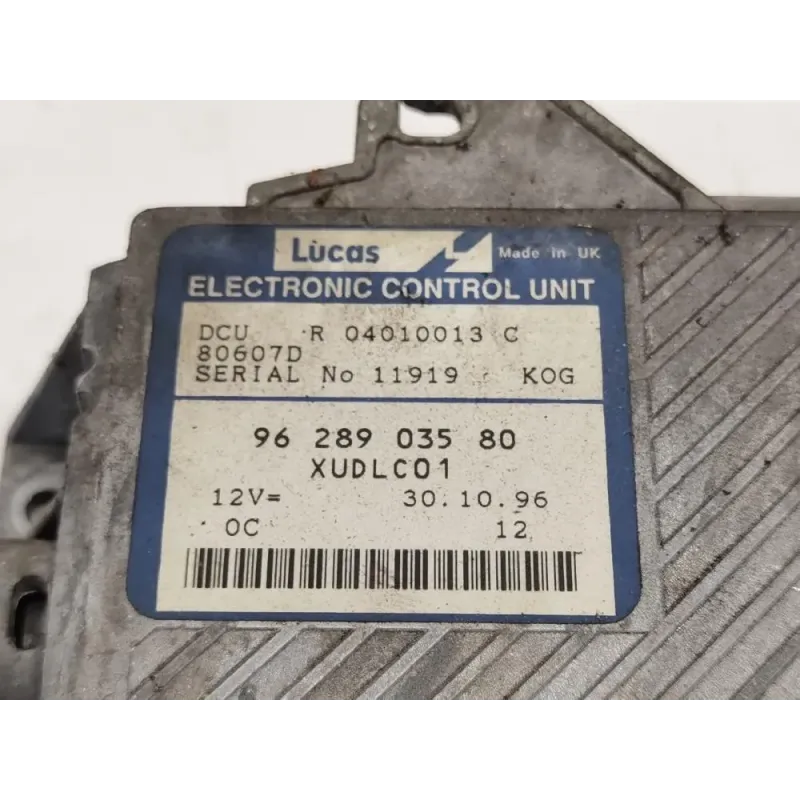 Lucas Made in UK
ELECTRONIC CONTROL UNIT
DCU R 04010013 C
80607D
SERIAL No 11919 KOG
96 289 035 80
XUDLC01
12V= 30.10.96
0C 12